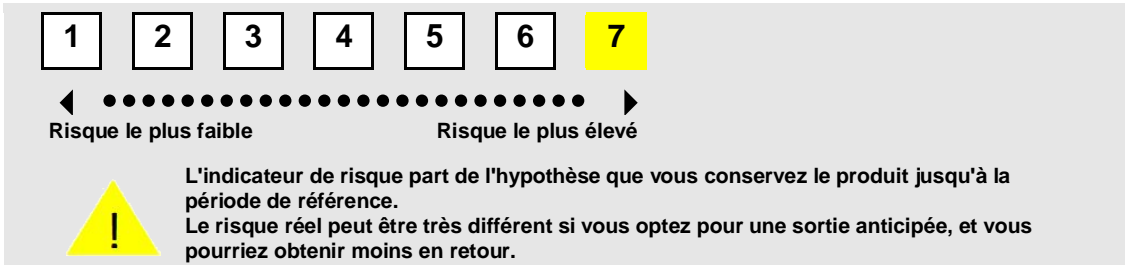 1 2 3 4 5 6 7
Risque le plus faible Risque le plus élevé
L'indicateur de risque part de l'hypothèse que vous conservez le produit jusqu'à la
période de référence.
Le risque réel peut être très différent si vous optez pour une sortie anticipée, et vous
pourriez obtenir moins en retour.
!